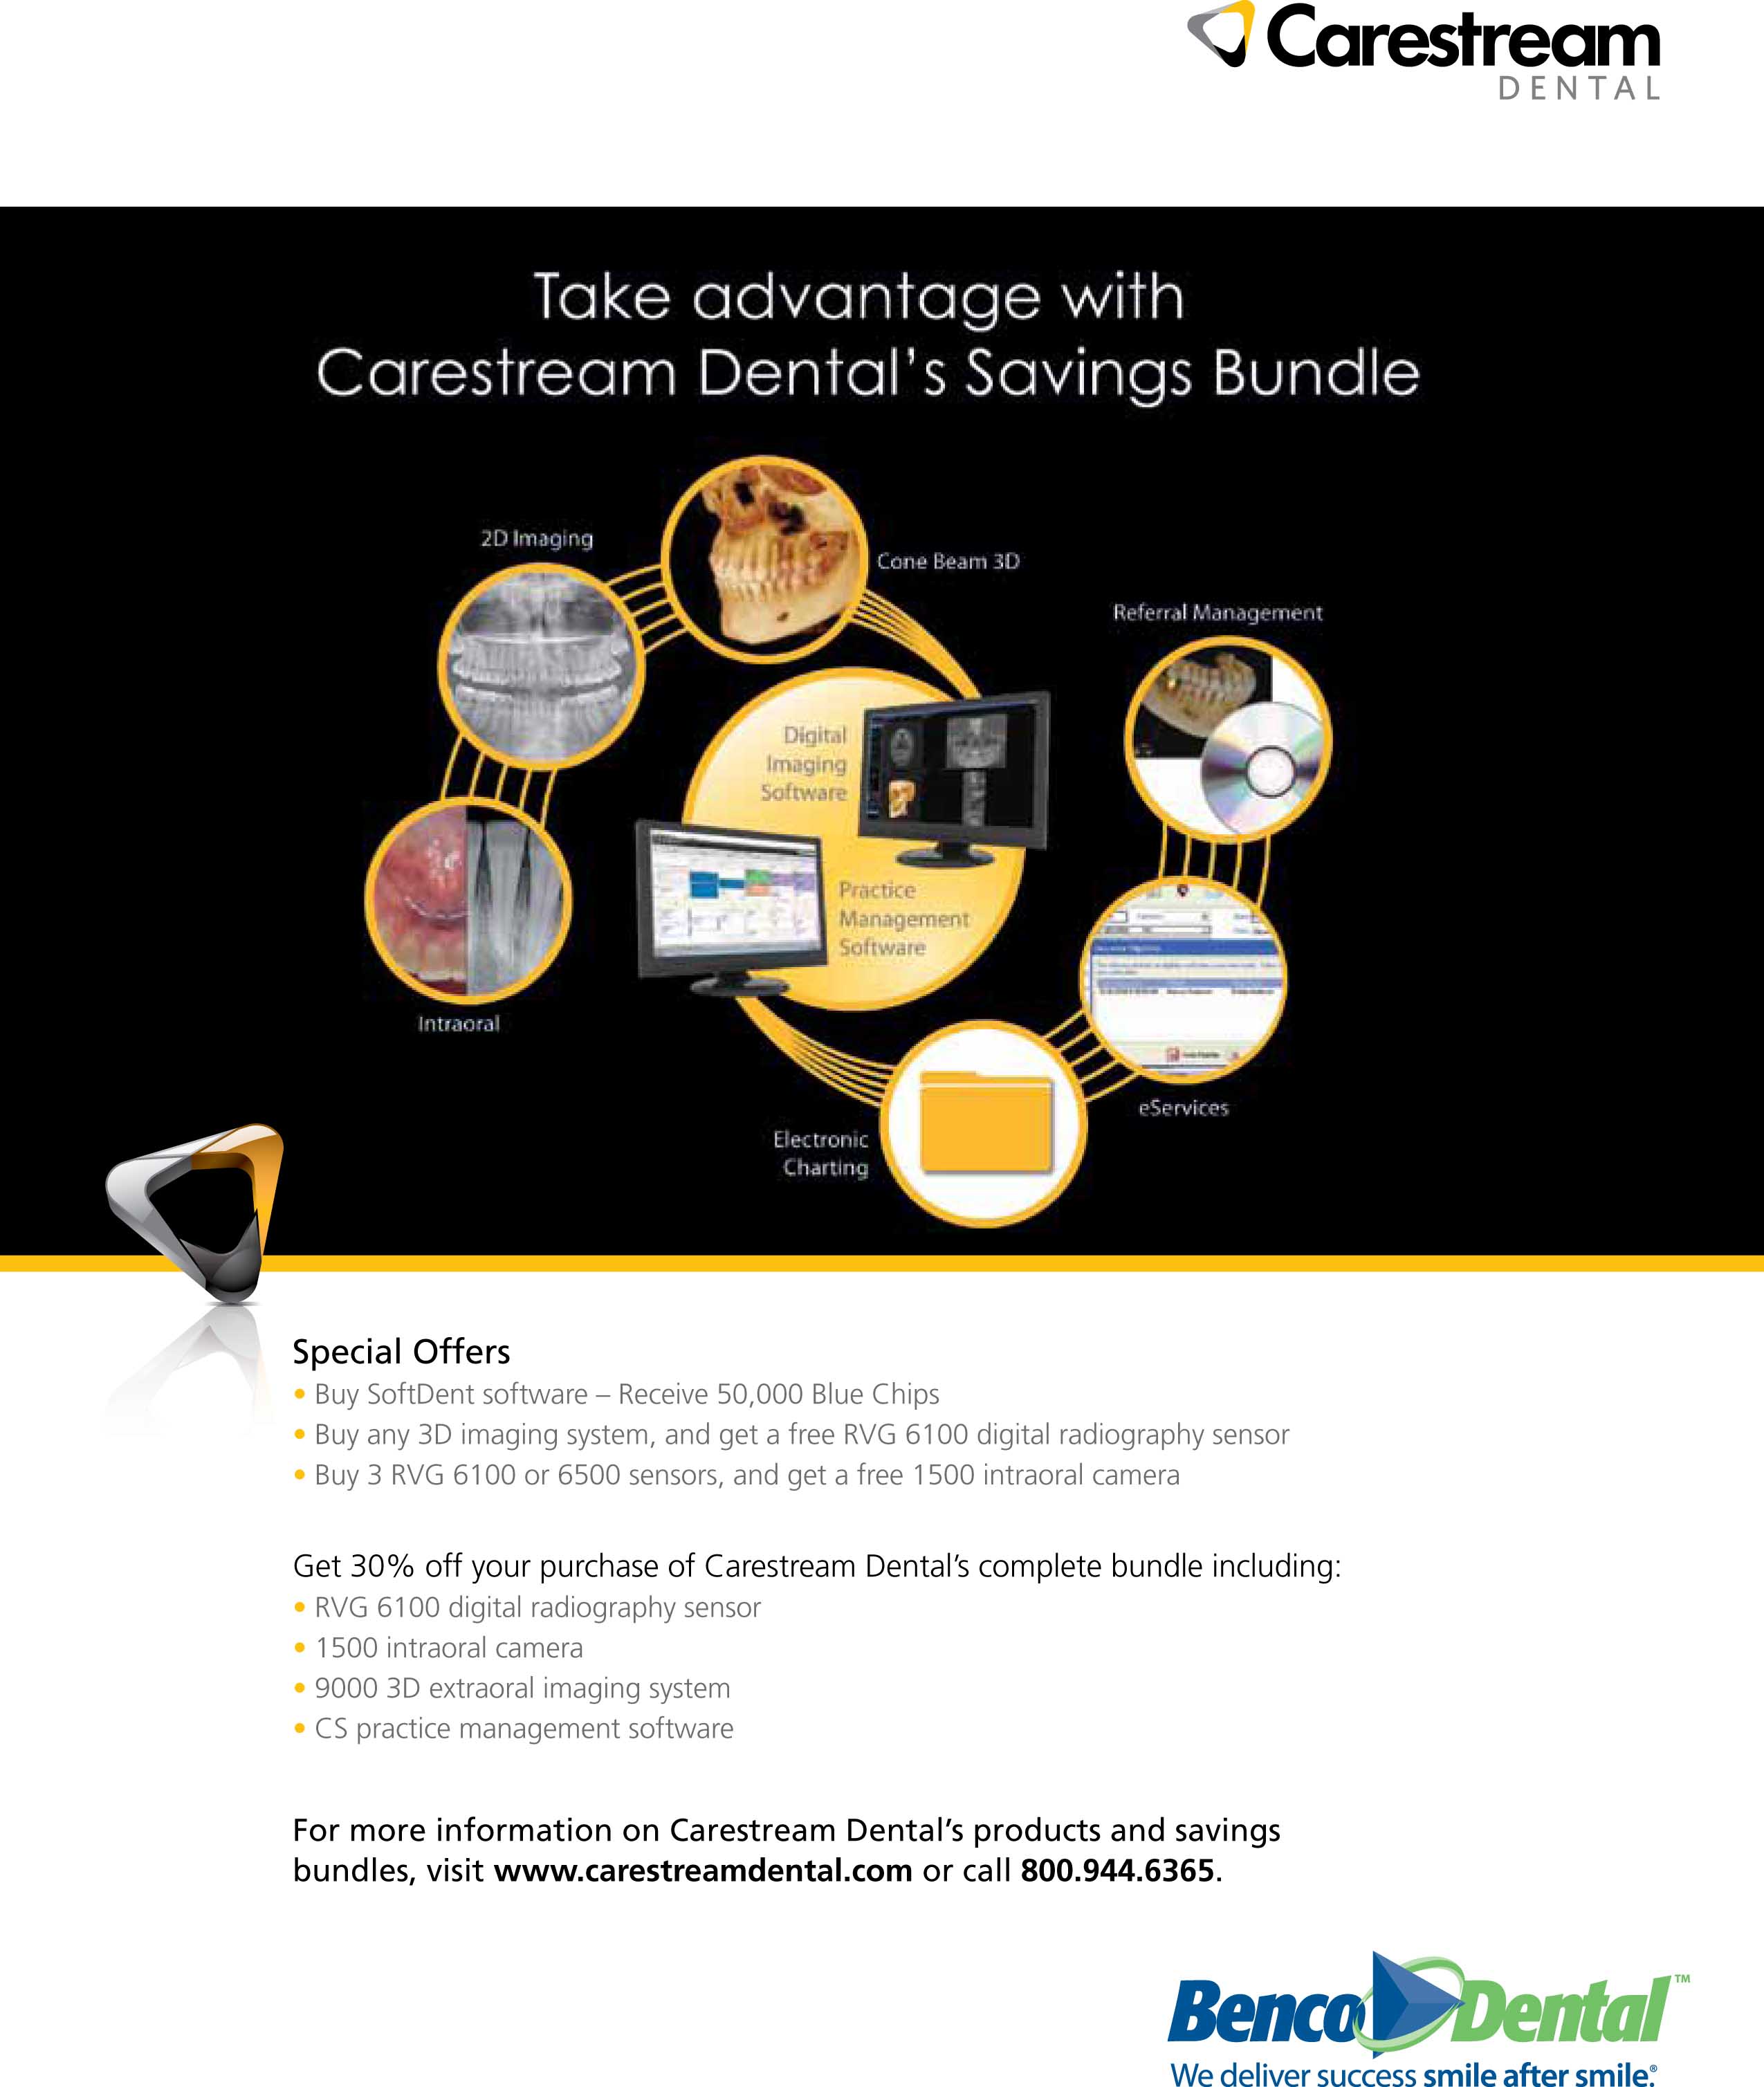 Carestream
DENTAL
Take advantage with
Carestream Dental’s Savings Bundle
2D Imaging
Cone Beam 3D
Referral Management
Digital
Imaging
Software
Practice
Management
Software
Intraoral
eServices
Electronic
Charting
Special Offers
• Buy SoftDent software – Receive 50,000 Blue Chips
• Buy any 3D imaging system, and get a free RVG 6100 digital radiography sensor
• Buy 3 RVG 6100 or 6500 sensors, and get a free 1500 intraoral camera
Get 30% off your purchase of Carestream Dental’s complete bundle including:
• RVG 6100 digital radiography sensor
• 1500 intraoral camera
• 9000 3D extraoral imaging system
• CS practice management software
For more information on Carestream Dental’s products and savings
bundles, visit www.carestreamdental.com or call 800.944.6365.
Benco Dental™
We deliver success smile after smile.®